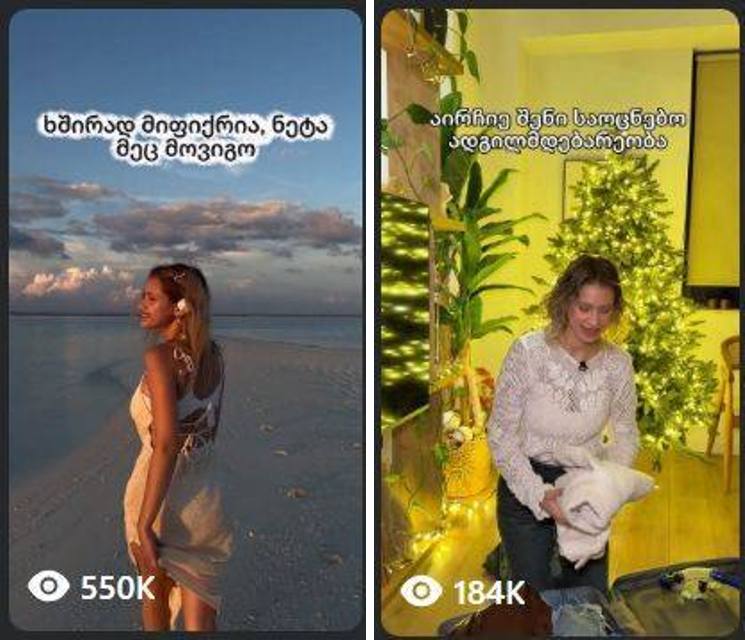 ხშირად მიფიქრია, ნეტა
მეც მოვიგო
550K
აირჩიე შენი საოცნებო
ადგილმდებარეობა
184K